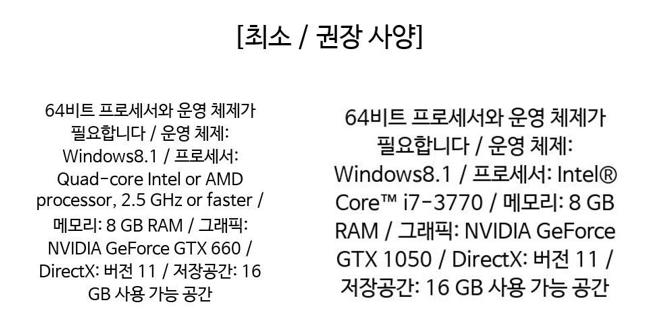 [최소 / 권장 사양]
64비트 프로세서와 운영 체제가
필요합니다 / 운영 체제:
Windows8.1 / 프로세서:
Quad-core Intel or AMD
processor, 2.5 GHz or faster /
메모리: 8 GB RAM / 그래픽:
NVIDIA GeForce GTX 660 /
DirectX: 버전 11 / 저장공간: 16
GB 사용 가능 공간
64비트 프로세서와 운영 체제가
필요합니다 / 운영 체제:
Windows8.1 / 프로세서: Intel®
Core™ i7-3770 / 메모리: 8 GB
RAM / 그래픽: NVIDIA GeForce
GTX 1050 / DirectX: 버전 11 /
저장공간: 16 GB 사용 가능 공간